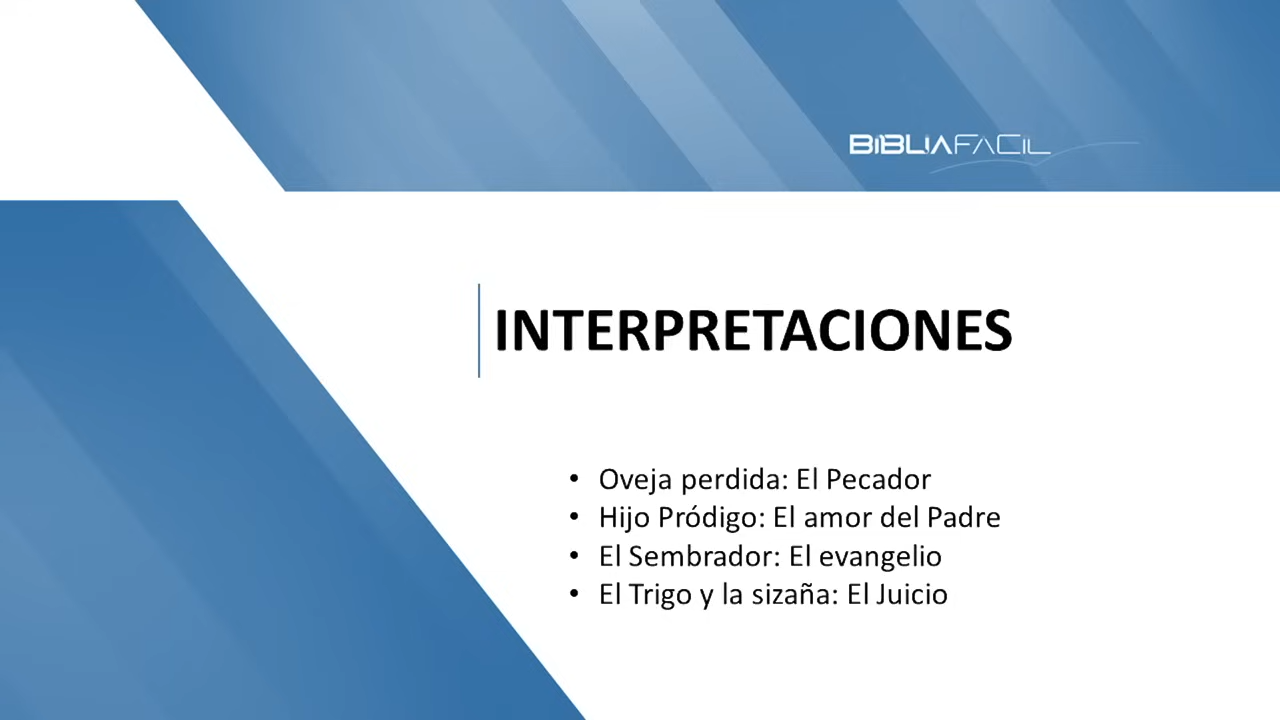 BIBLIAFACIL
INTERPRETACIONES
• Oveja perdida: El Pecador
• Hijo Pródigo: El amor del Padre
• El Sembrador: El evangelio
• El Trigo y la sizaña: El Juicio